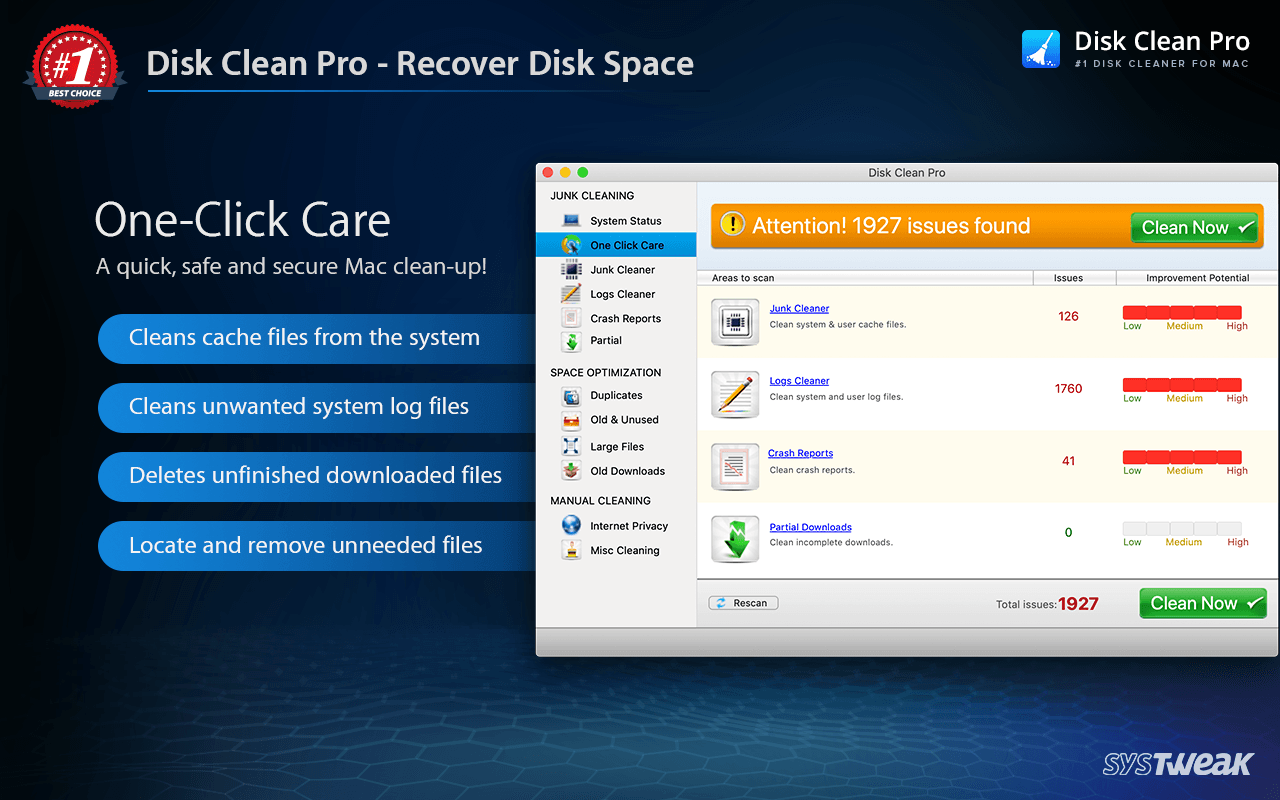 #1
BEST CHOICE
Disk Clean Pro - Recover Disk Space
Disk Clean Pro
#1 DISK CLEANER FOR MAC
One-Click Care
A quick, safe and secure Mac clean-up!
Cleans cache files from the system
Cleans unwanted system log files
Deletes unfinished downloaded files
Locate and remove unneeded files
Disk Clean Pro
JUNK CLEANING
System Status
One Click Care
Junk Cleaner
Logs Cleaner
Crash Reports
Partial
SPACE OPTIMIZATION
Duplicates
Old & Unused
Large Files
Old Downloads
MANUAL CLEANING
Internet Privacy
Misc Cleaning
Attention! 1927 issues found
Clean Now
Areas to scan Issues Improvement Potential
Junk Cleaner
Clean system & user cache files.
126
Low Medium High
Logs Cleaner
Clean system and user log files.
1760
Low Medium High
Crash Reports
Clean crash reports.
41
Low Medium High
Partial Downloads
Clean incomplete downloads.
0
Low Medium High
Rescan
Total issues: 1927
Clean Now
SYSTWEAK